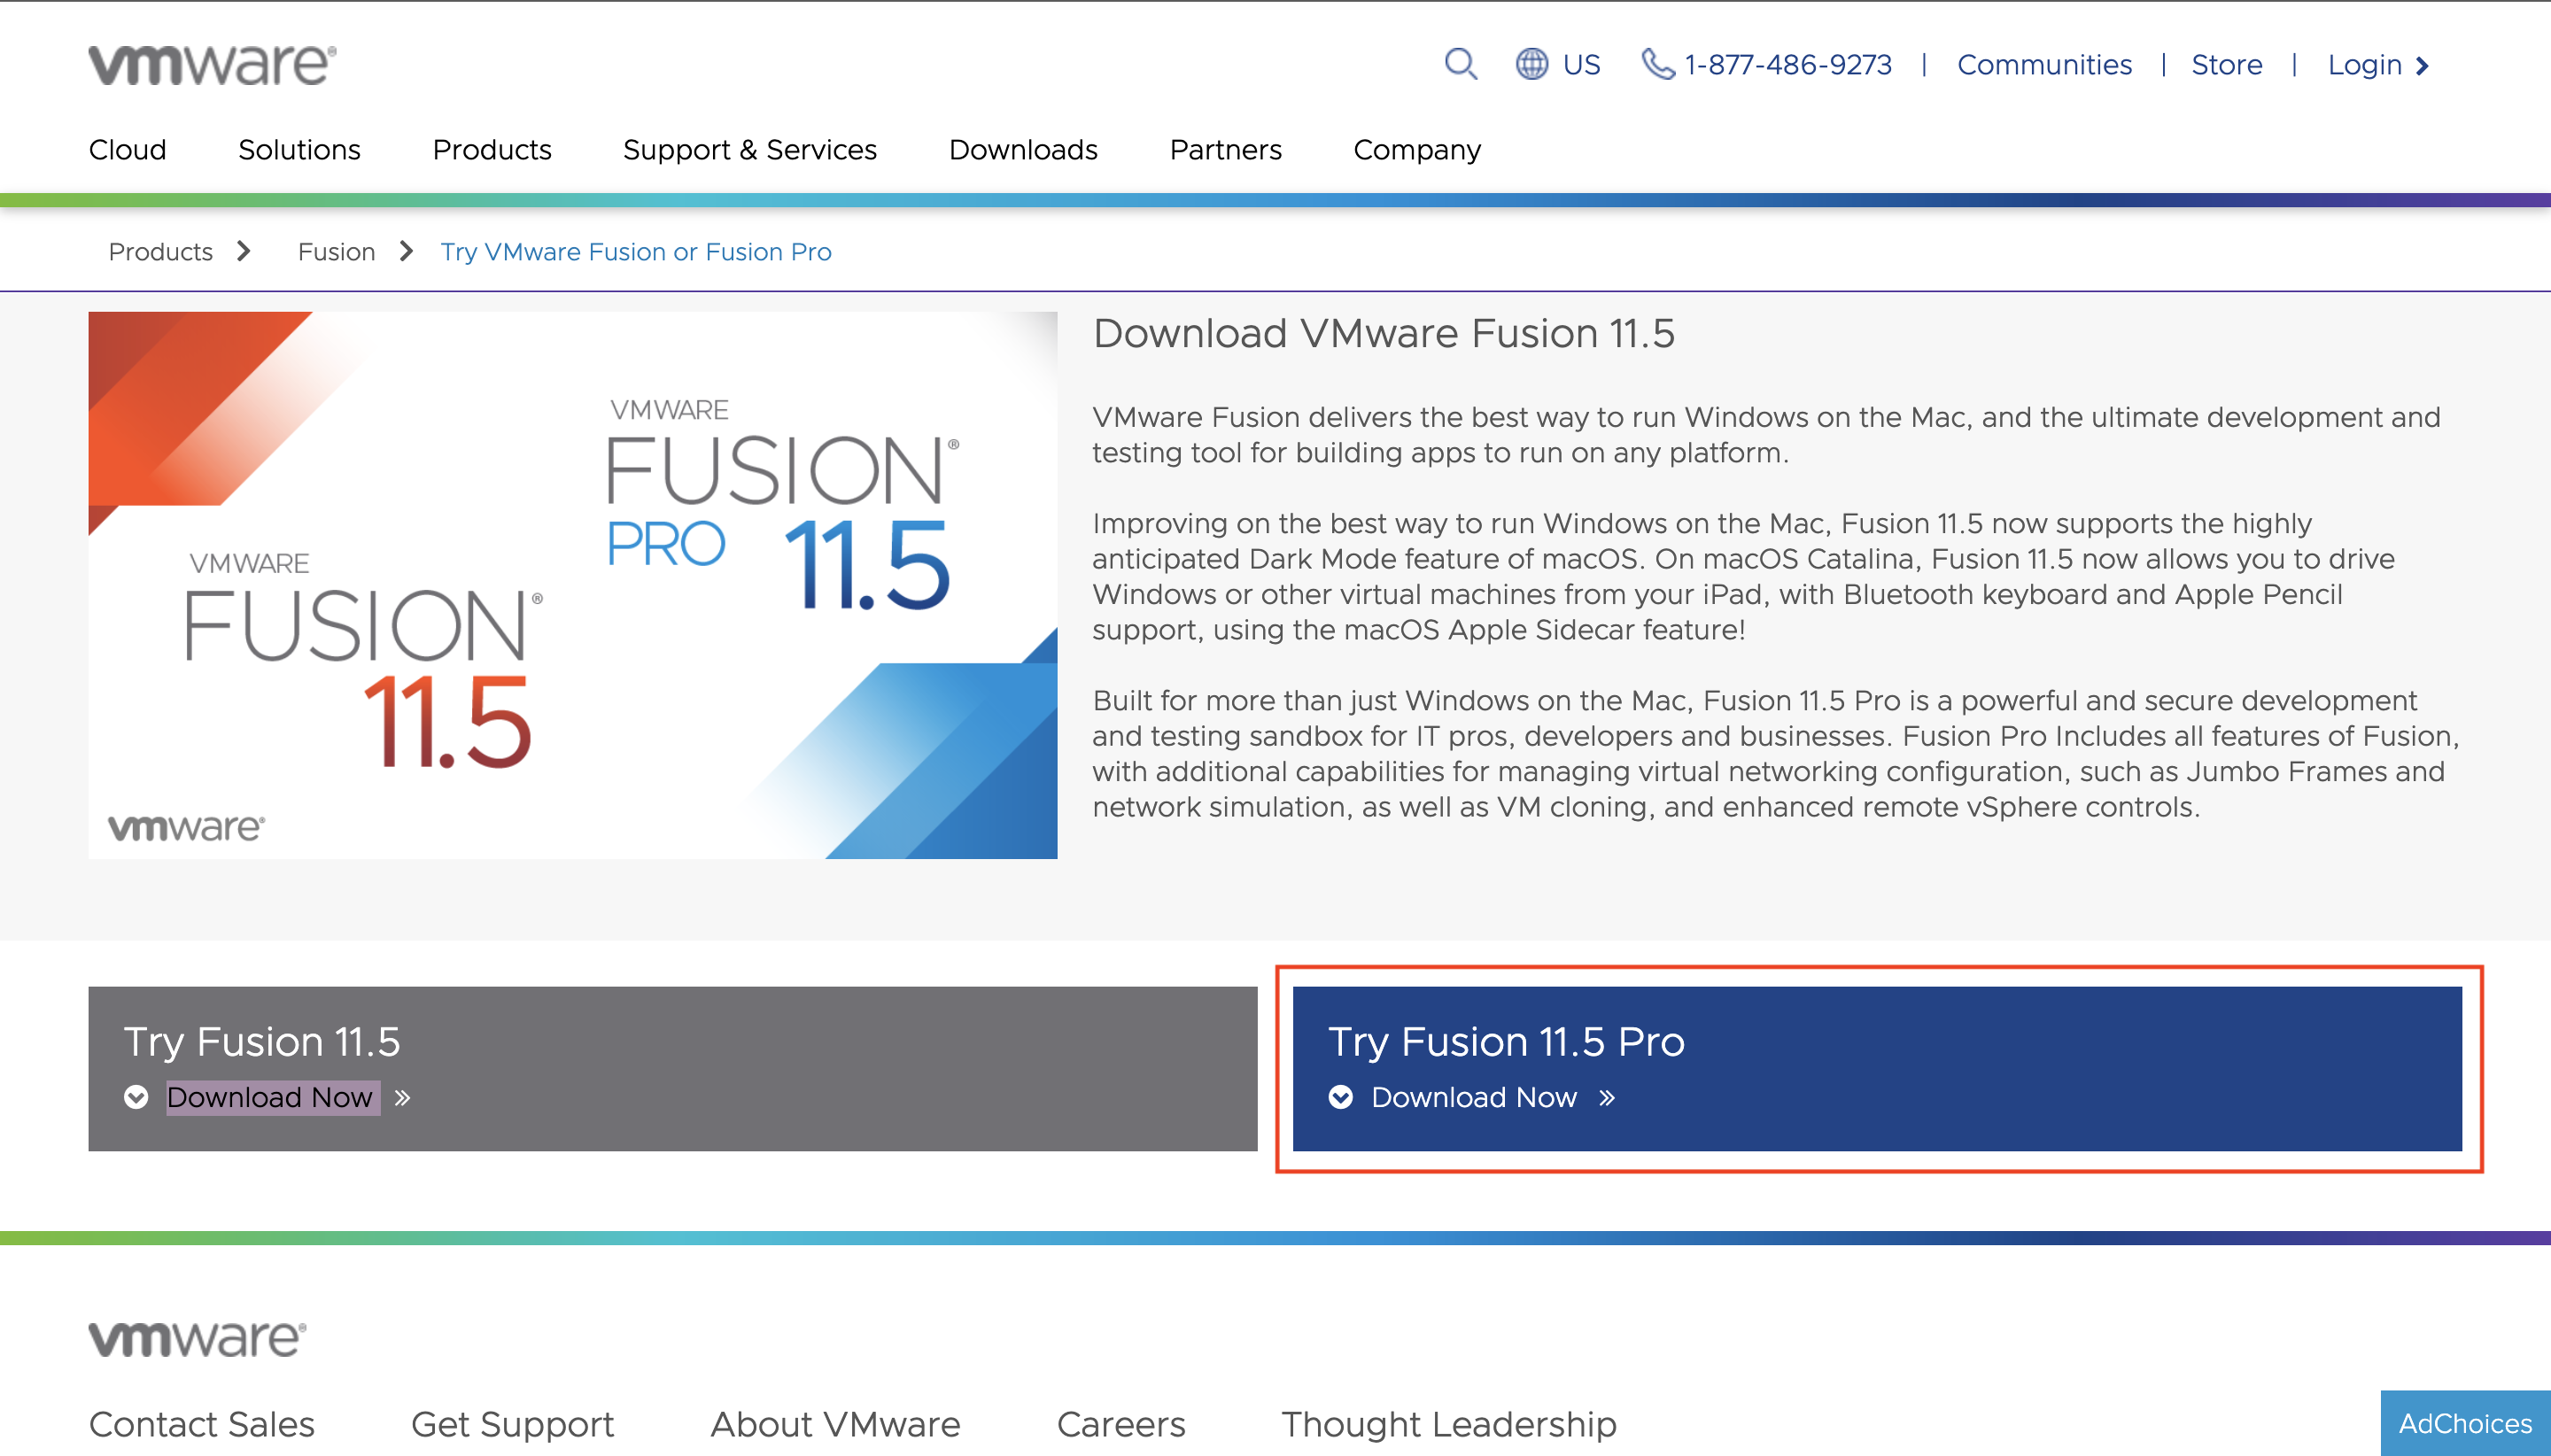 vmware®
US 1-877-486-9273 | Communities | Store | Login
Cloud Solutions Products Support & Services Downloads Partners Company
Products Fusion Try VMware Fusion or Fusion Pro
VMWARE
FUSION®
PRO 11.5
VMWARE
FUSION®
11.5
vmware®
Download VMware Fusion 11.5
VMware Fusion delivers the best way to run Windows on the Mac, and the ultimate development and
testing tool for building apps to run on any platform.
Improving on the best way to run Windows on the Mac, Fusion 11.5 now supports the highly
anticipated Dark Mode feature of macOS. On macOS Catalina, Fusion 11.5 now allows you to drive
Windows or other virtual machines from your iPad, with Bluetooth keyboard and Apple Pencil
support, using the macOS Apple Sidecar feature!
Built for more than just Windows on the Mac, Fusion 11.5 Pro is a powerful and secure development
and testing sandbox for IT pros, developers and businesses. Fusion Pro Includes all features of Fusion,
with additional capabilities for managing virtual networking configuration, such as Jumbo Frames and
network simulation, as well as VM cloning, and enhanced remote vSphere controls.
Try Fusion 11.5
Download Now »
Try Fusion 11.5 Pro
Download Now »
vmware®
Contact Sales Get Support About VMware Careers Thought Leadership
AdChoices